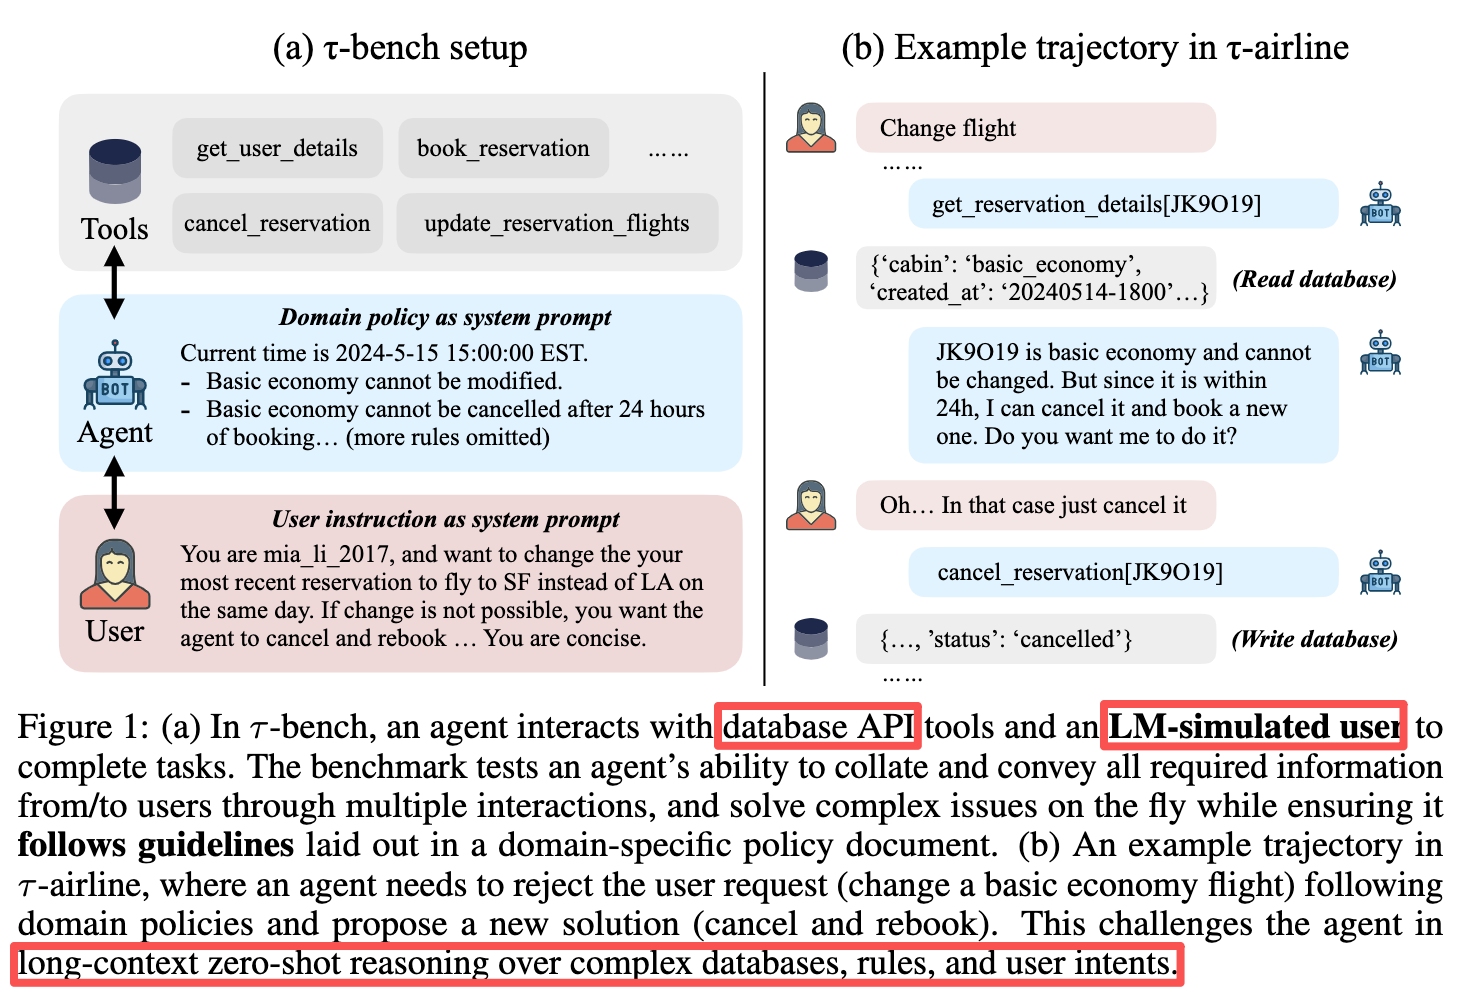 (a) τ-bench setup
get_user_details
book_reservation
... ...
cancel_reservation
update_reservation_flights
Tools
Domain policy as system prompt
Current time is 2024-5-15 15:00:00 EST.
- Basic economy cannot be modified.
- Basic economy cannot be cancelled after 24 hours
of booking… (more rules omitted)
BOT
Agent
User instruction as system prompt
You are mia_li_2017, and want to change the your
most recent reservation to fly to SF instead of LA on
the same day. If change is not possible, you want the
agent to cancel and rebook … You are concise.
User
(b) Example trajectory in τ-airline
Change flight
... ...
get_reservation_details[JK9O19]
BOT
{‘cabin’: ‘basic_economy’,
‘created_at’: ‘20240514-1800’…}
(Read database)
JK9O19 is basic economy and cannot
be changed. But since it is within
24h, I can cancel it and book a new
one. Do you want me to do it?
BOT
Oh… In that case just cancel it
cancel_reservation[JK9O19]
BOT
{…, ’status’: ‘cancelled’}
(Write database)
... ...
Figure 1: (a) In τ-bench, an agent interacts with database API tools and an LM-simulated user to
complete tasks. The benchmark tests an agent’s ability to collate and convey all required information
from/to users through multiple interactions, and solve complex issues on the fly while ensuring it
follows guidelines laid out in a domain-specific policy document. (b) An example trajectory in
τ-airline, where an agent needs to reject the user request (change a basic economy flight) following
domain policies and propose a new solution (cancel and rebook). This challenges the agent in
long-context zero-shot reasoning over complex databases, rules, and user intents.